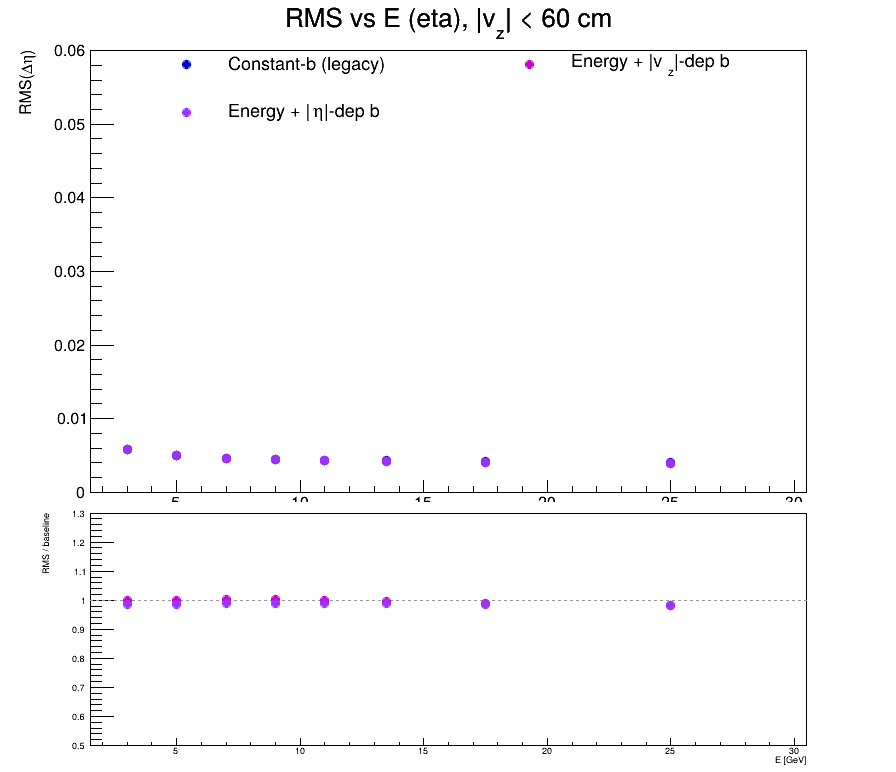 RMS vs E (eta), |v_z| < 60 cm
RMS(Δη)
Constant-b (legacy)
Energy + |v_z|-dep b
Energy + |η|-dep b
0.06
0.05
0.04
0.03
0.02
0.01
0
5 10 15 20 25 30
RMS / baseline
1.3
1.2
1.1
1
0.9
0.8
0.7
0.6
0.5
5 10 15 20 25 30
E [GeV]